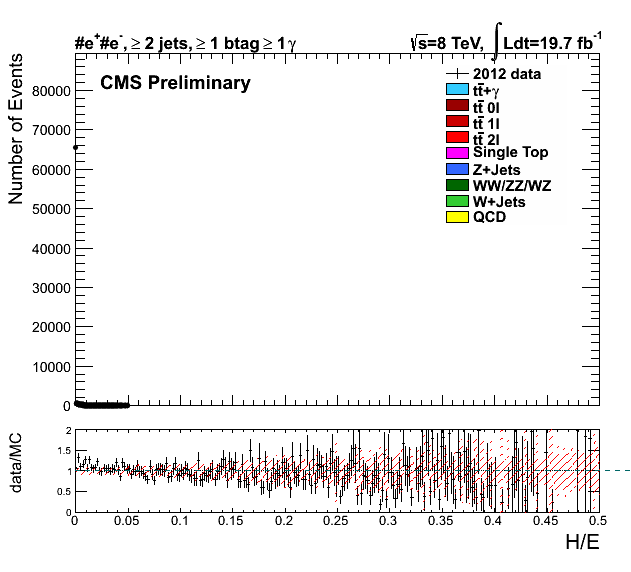 #e⁺#e⁻, ≥ 2 jets, ≥ 1 btag ≥ 1 γ
√s=8 TeV, ∫ Ldt=19.7 fb⁻¹
CMS Preliminary
2012 data
tt̄+γ
tt̄ 0l
tt̄ 1l
tt̄ 2l
Single Top
Z+Jets
WW/ZZ/WZ
W+Jets
QCD
Number of Events
80000
70000
60000
50000
40000
30000
20000
10000
0
data/MC
2
1.5
1
0.5
0
0 0.05 0.1 0.15 0.2 0.25 0.3 0.35 0.4 0.45 0.5
H/E